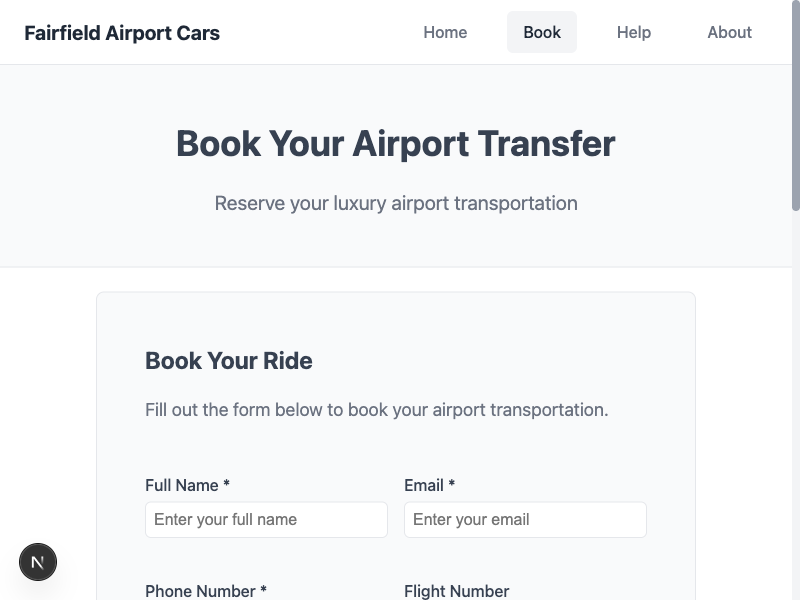 Fairfield Airport Cars
Home
Book
Help
About
Book Your Airport Transfer
Reserve your luxury airport transportation
Book Your Ride
Fill out the form below to book your airport transportation.
Full Name *
Email *
Enter your full name
Enter your email
N
Phone Number *
Flight Number